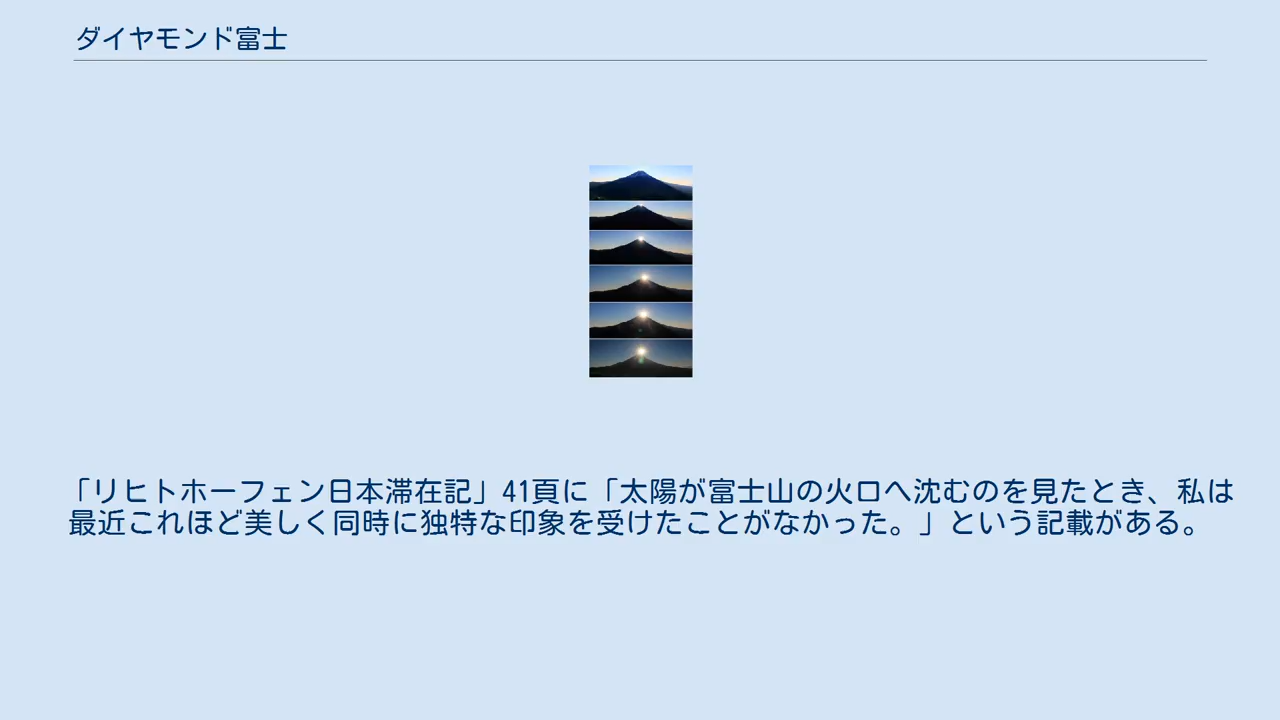 ダイヤモンド富士
「リヒトホーフェン日本滞在記」41頁に「太陽が富士山の火口へ沈むのを見たとき、私は
最近これほど美しく同時に独特な印象を受けたことがなかった。」という記載がある。